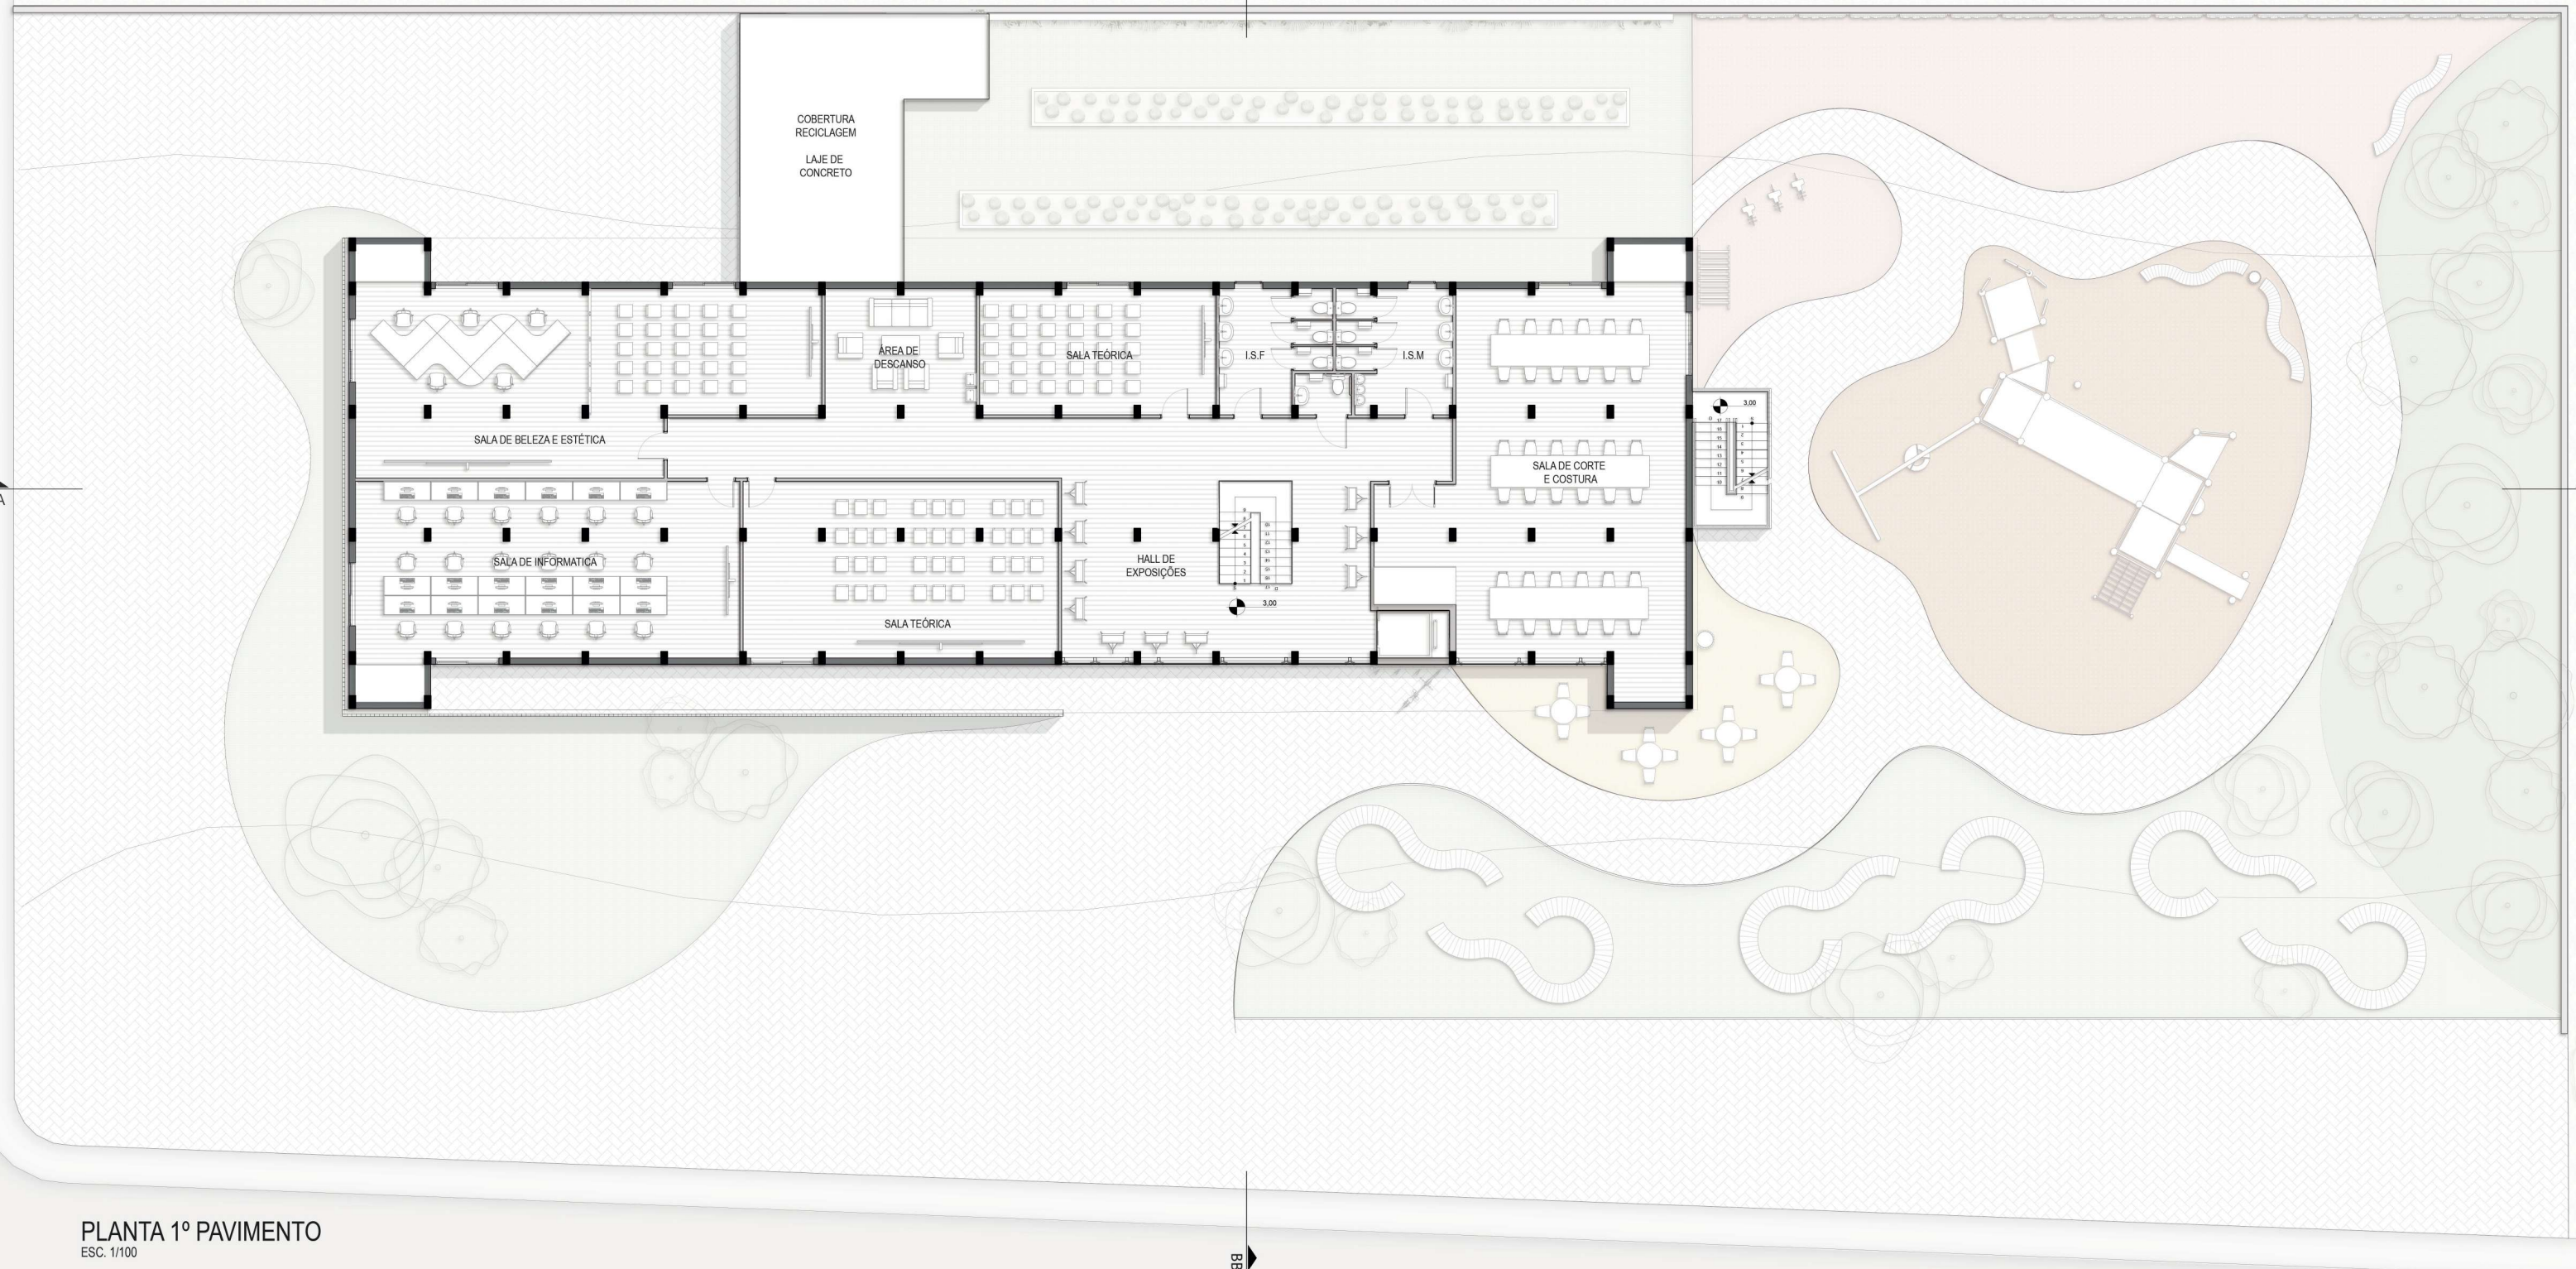 COBERTURA
RECICLAGEM
LAJE DE
CONCRETO
ÁREA DE
DESCANSO
SALA TEÓRICA
I.S.F
I.S.M
3,00
SALA DE BELEZA E ESTÉTICA
SALA DE CORTE
E COSTURA
A
SALA DE INFORMATICA
HALL DE
EXPOSIÇÕES
3,00
SALA TEÓRICA
PLANTA 1º PAVIMENTO
ESC. 1/100
BB